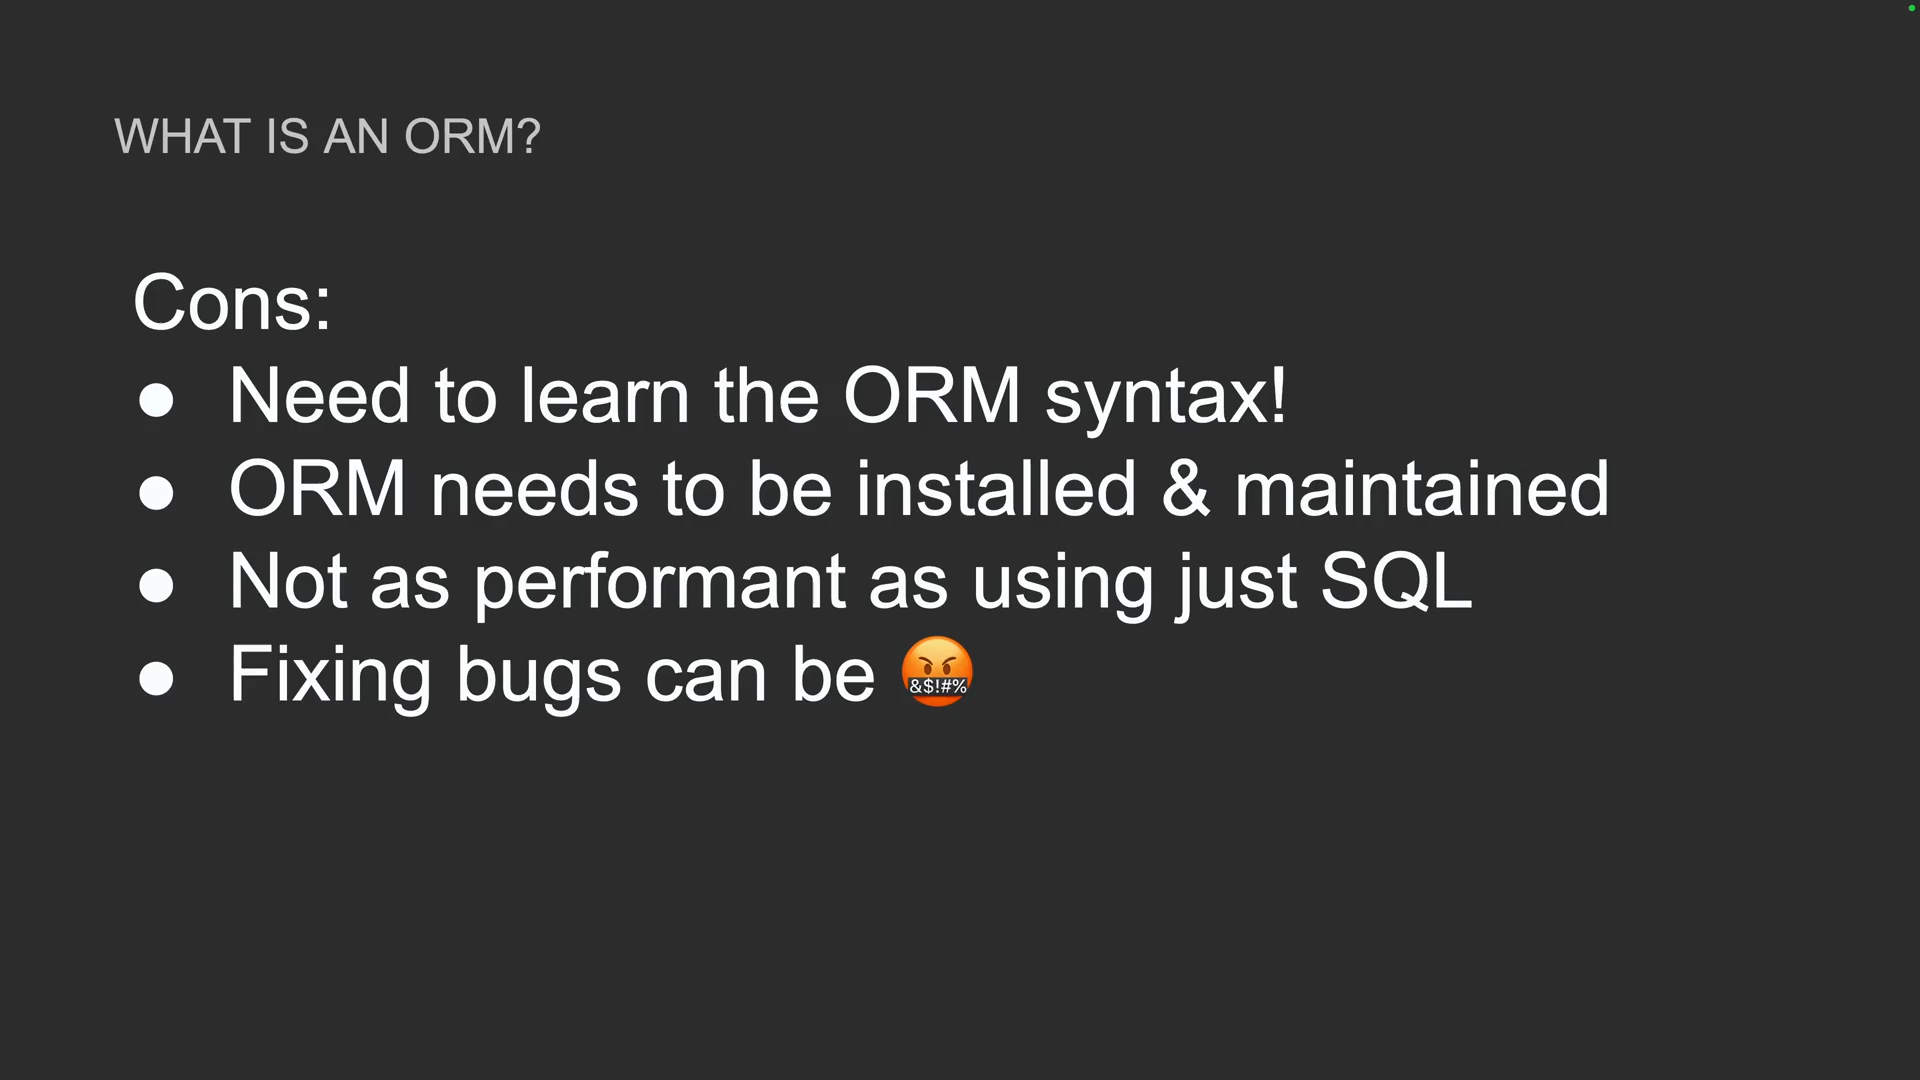 WHAT IS AN ORM?
Cons:
● Need to learn the ORM syntax!
● ORM needs to be installed & maintained
● Not as performant as using just SQL
● Fixing bugs can be 🤬